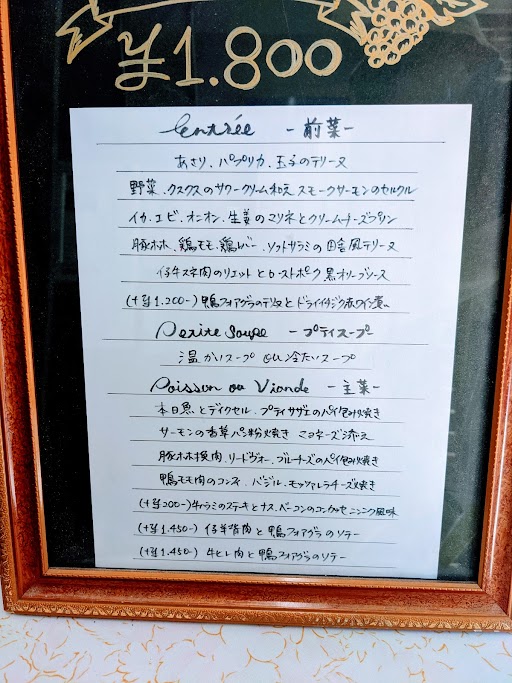 ¥1.800
entrée -前菜-
あさり、パプリカ、玉子のテリーヌ
野菜、クスクスのサワークリーム和え スモークサーモンのセルクル
イカ、エビ、オニオン、生姜のマリネとクリームチーズプリン
豚ホホ、鶏モモ、鶏レバー、ソフトサラミの田舎風テリーヌ
仔牛スネ肉のリエットとローストポーク 黒オリーブソース
(+¥1.200-) 鴨フォアグラのテリーヌとドライイチジク赤ワイン煮
Petite Soupe -プティスープ-
温かいスープ ou 冷たいスープ
Poisson ou Viande -主菜-
本日魚とデイクセル、プティサザエのパイ包み焼き
サーモンの香草パン粉焼き マヨネーズ添え
豚ホホ挽肉、リードヴォー、ブルーチーズのパイ包み焼き
鴨モモ肉のコンフィ、バジル、モッツァレラチーズ焼き
(+¥200-) 牛ハラミのステーキとナス、ベーコンのコンカッセ ニンニク風味
(+¥1.450-) 仔羊背肉と鴨フォアグラのソテー
(+¥1.450-) 牛ヒレ肉と鴨フォアグラのソテー